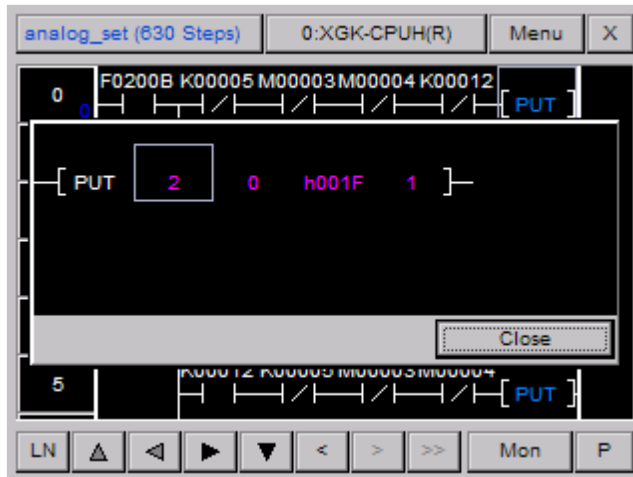 analog_set (630 Steps) 0:XGK-CPUH(R) Menu X
F0200B K00005 M00003 M00004 K00012
0 0 PUT
PUT 2 0 h001F 1
Close
K00012 K00005 M00003 M00004
5 PUT
LN < > >> Mon P